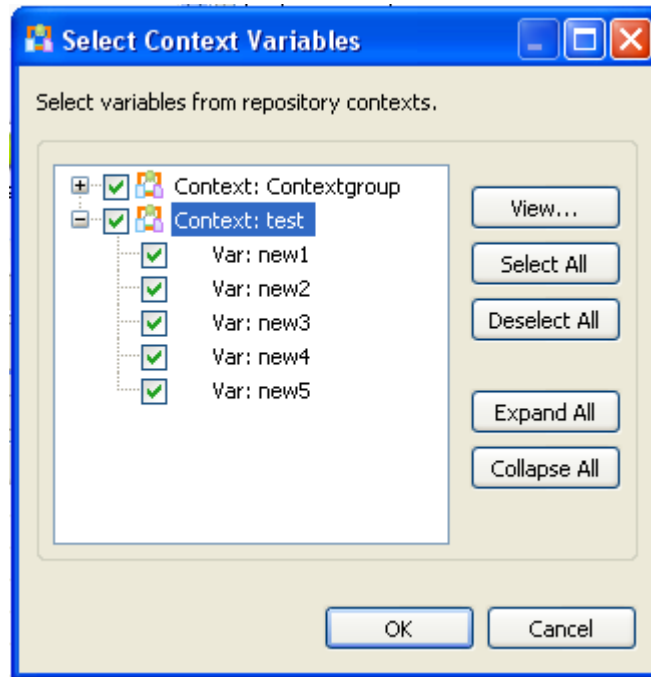 Select Context Variables
Select variables from repository contexts.
Context: Contextgroup
Context: test
Var: new1
Var: new2
Var: new3
Var: new4
Var: new5
View...
Select All
Deselect All
Expand All
Collapse All
OK
Cancel